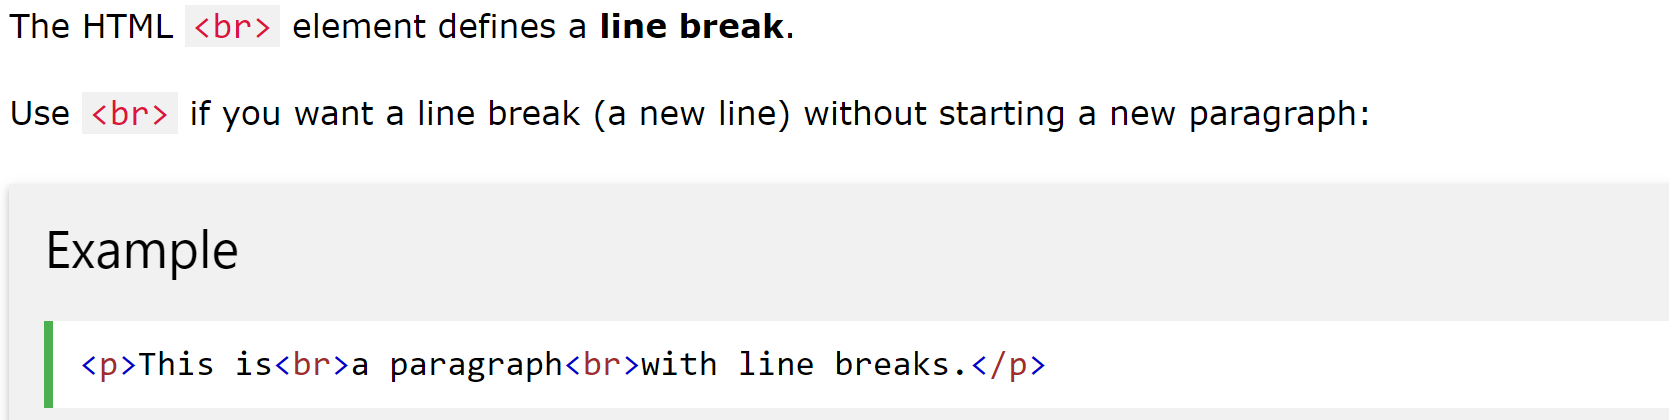 The HTML <br> element defines a line break.
Use <br> if you want a line break (a new line) without starting a new paragraph:
Example
<p>This is<br>a paragraph<br>with line breaks.</p>